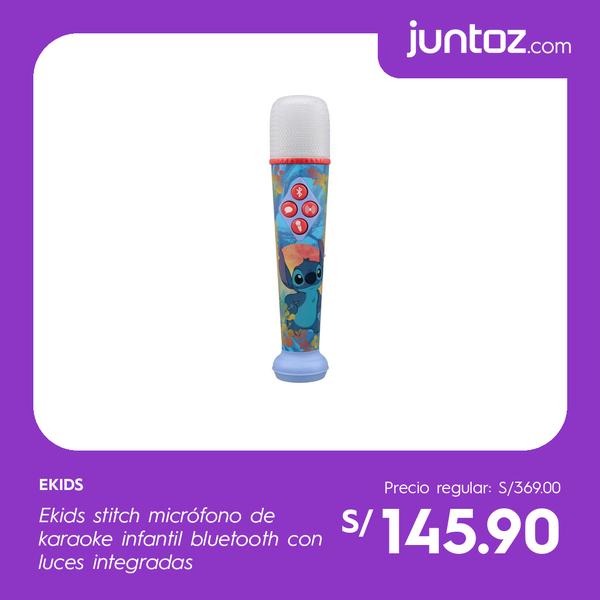 juntoz.com
EKIDS
Ekids stitch micrófono de
karaoke infantil bluetooth con
luces integradas
Precio regular: S/369.00
S/145.90